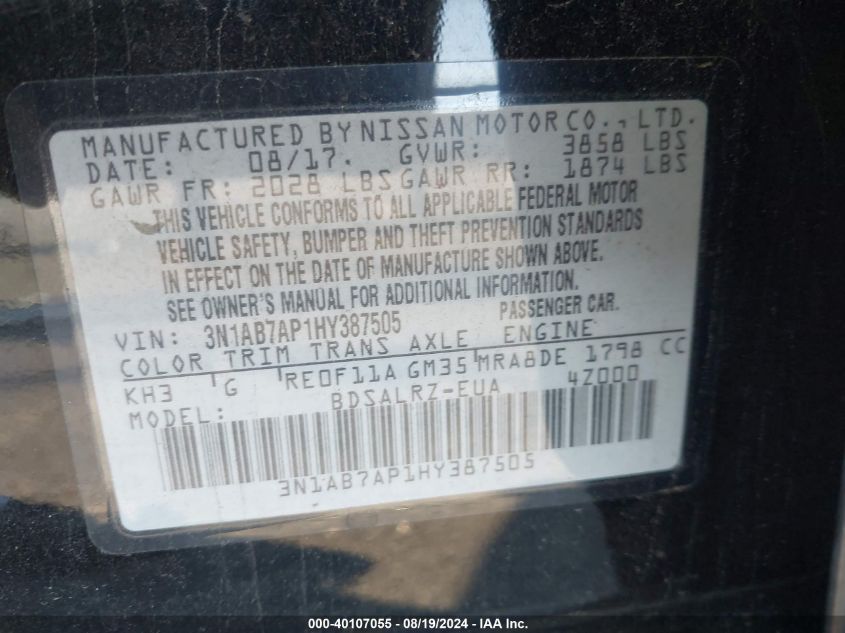 MANUFACTURED BY NISSAN MOTOR CO., LTD.
DATE: 08/17. GVWR: 3858 LBS
GAWR FR: 2028 LBS GAWR RR: 1874 LBS
THIS VEHICLE CONFORMS TO ALL APPLICABLE FEDERAL MOTOR
VEHICLE SAFETY, BUMPER AND THEFT PREVENTION STANDARDS
IN EFFECT ON THE DATE OF MANUFACTURE SHOWN ABOVE.
SEE OWNER'S MANUAL FOR ADDITIONAL INFORMATION.
VIN: 3N1AB7AP1HY387505 PASSENGER CAR.
COLOR TRIM TRANS AXLE ENGINE
KH3 G RE0F11A GM35 MRA8DE 1798 CC
MODEL: BDSALRZ-EUA 4Z000
3N1AB7AP1HY387505
000-40107055 - 08/19/2024 - IAAI Inc.